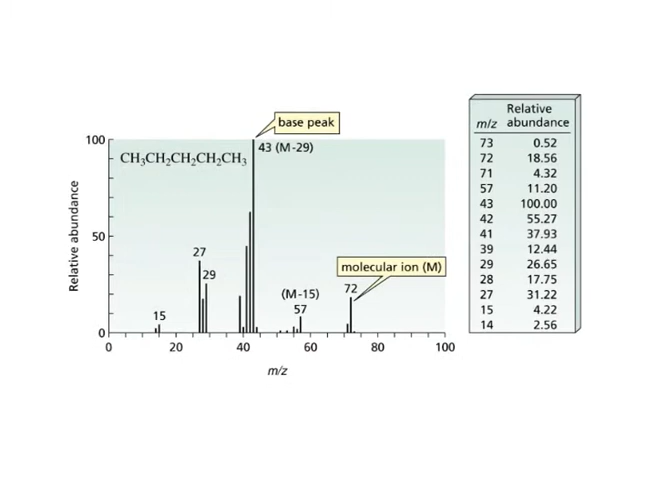 base peak
100
43 (M-29)
CH₃CH₂CH₂CH₂CH₃
50
27
29
molecular ion (M)
(M-15)
57
72
15
0
0 20 40 60 80 100
m/z
Relative abundance
m/z Relative abundance
73 0.52
72 18.56
71 4.32
57 11.20
43 100.00
42 55.27
41 37.93
39 12.44
29 26.65
28 17.75
27 31.22
15 4.22
14 2.56